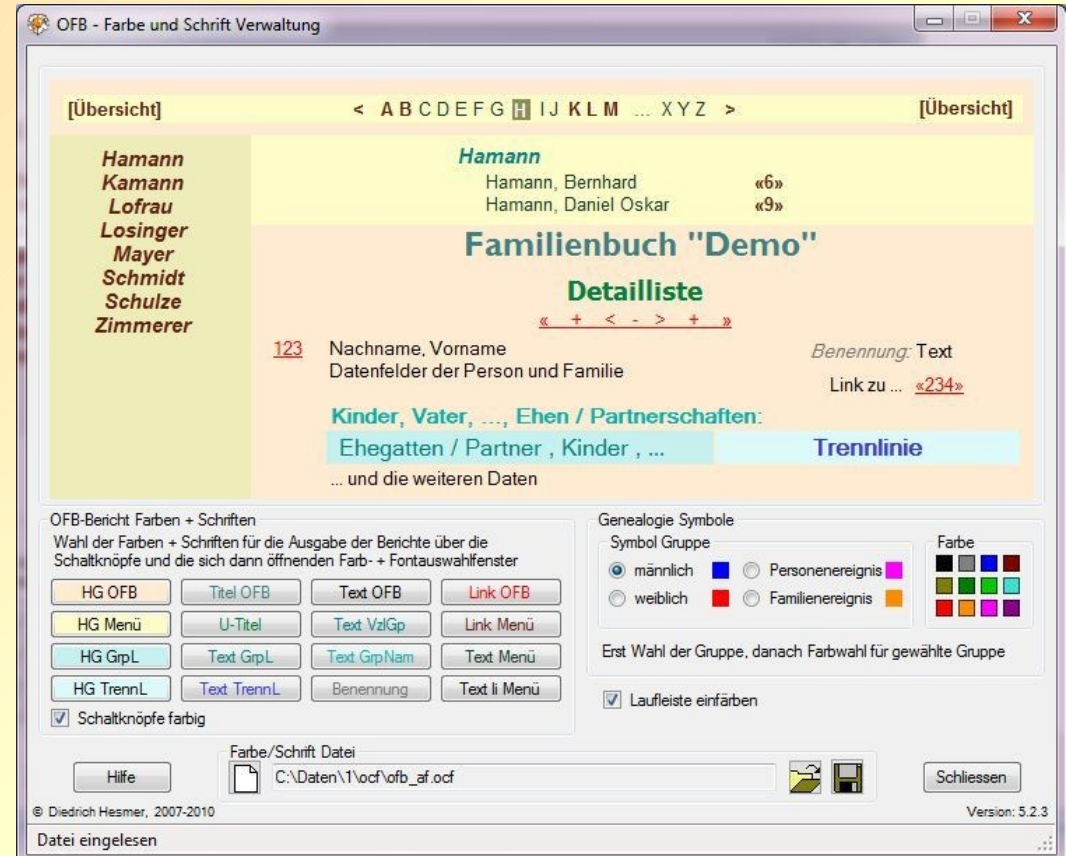 OFB - Farbe und Schrift Verwaltung
[Übersicht] < A B C D E F G H I J K L M ... X Y Z > [Übersicht]
Hamann
Kamann
Lofrau
Losinger
Mayer
Schmidt
Schulze
Zimmerer
Hamann
Hamann, Bernhard «6»
Hamann, Daniel Oskar «9»
Familienbuch "Demo"
Detailliste
« + < - > + »
123 Nachname, Vorname Benennung: Text
Datenfelder der Person und Familie
Link zu ... «234»
Kinder, Vater, ..., Ehen / Partnerschaften:
Ehegatten / Partner , Kinder , ... Trennlinie
... und die weiteren Daten
OFB-Bericht Farben + Schriften
Wahl der Farben + Schriften für die Ausgabe der Berichte über die
Schaltknöpfe und die sich dann öffnenden Farb- + Fontauswahlfenster
HG OFB Titel OFB Text OFB Link OFB
HG Menü U-Titel Text VzlGp Link Menü
HG GrpL Text GrpL Text GrpNam Text Menü
HG TrennL Text TrennL Benennung Text li Menü
Schaltknöpfe farbig
Genealogie Symbole
Symbol Gruppe Farbe
männlich Personenereignis
weiblich Familienereignis
Erst Wahl der Gruppe, danach Farbwahl für gewählte Gruppe
Laufleiste einfärben
Farbe/Schrift Datei
Hilfe C:\Daten\1\ocf\ofb_af.ocf Schliessen
© Diedrich Hesmer, 2007-2010 Version: 5.2.3
Datei eingelesen